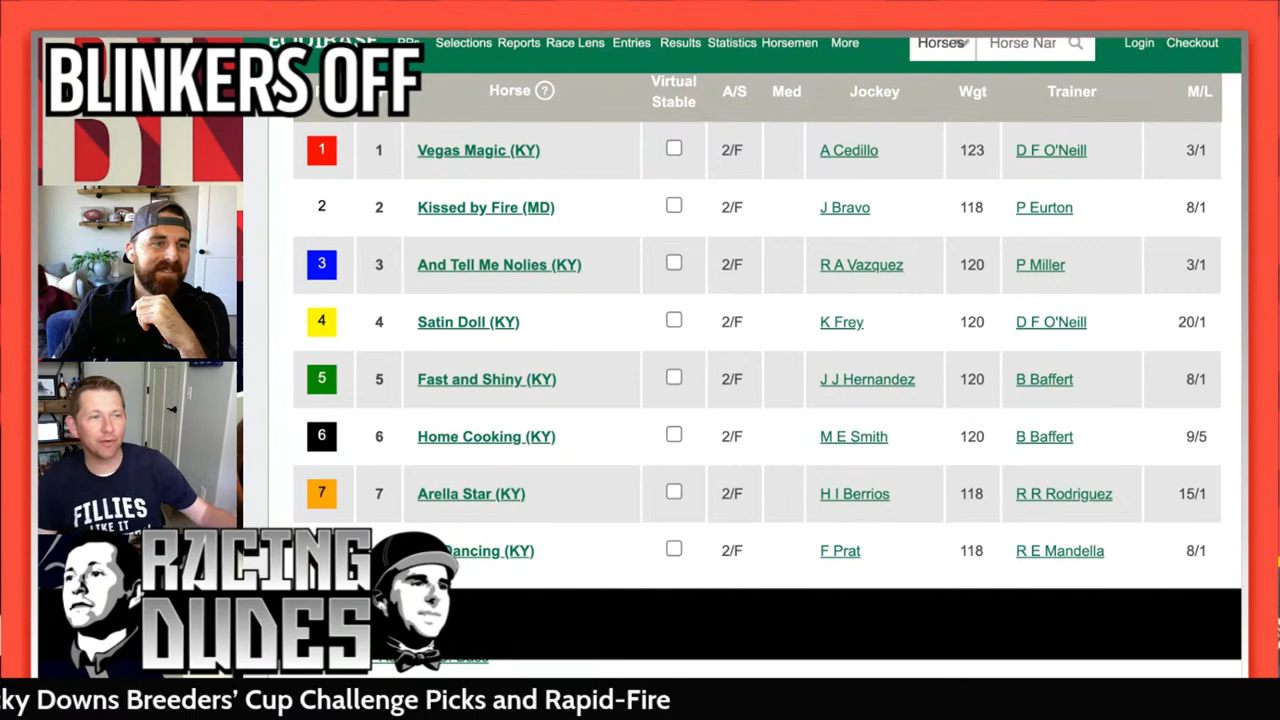 BLINKERS OFF
EQUIBASE Selections Reports Race Lens Entries Results Statistics Horsemen More Horses Horse Nar Login Checkout
Horse ? Virtual Stable A/S Med Jockey Wgt Trainer M/L
1 1 Vegas Magic (KY) 2/F A Cedillo 123 D F O'Neill 3/1
2 2 Kissed by Fire (MD) 2/F J Bravo 118 P Eurton 8/1
3 3 And Tell Me Nolies (KY) 2/F R A Vazquez 120 P Miller 3/1
4 4 Satin Doll (KY) 2/F K Frey 120 D F O'Neill 20/1
5 5 Fast and Shiny (KY) 2/F J J Hernandez 120 B Baffert 8/1
6 6 Home Cooking (KY) 2/F M E Smith 120 B Baffert 9/5
7 7 Arella Star (KY) 2/F H I Berrios 118 R R Rodriguez 15/1
Dancing (KY) 2/F F Prat 118 R E Mandella 8/1
FILLIES
LIKE IT
RACING
DUDES
cky Downs Breeders' Cup Challenge Picks and Rapid-Fire